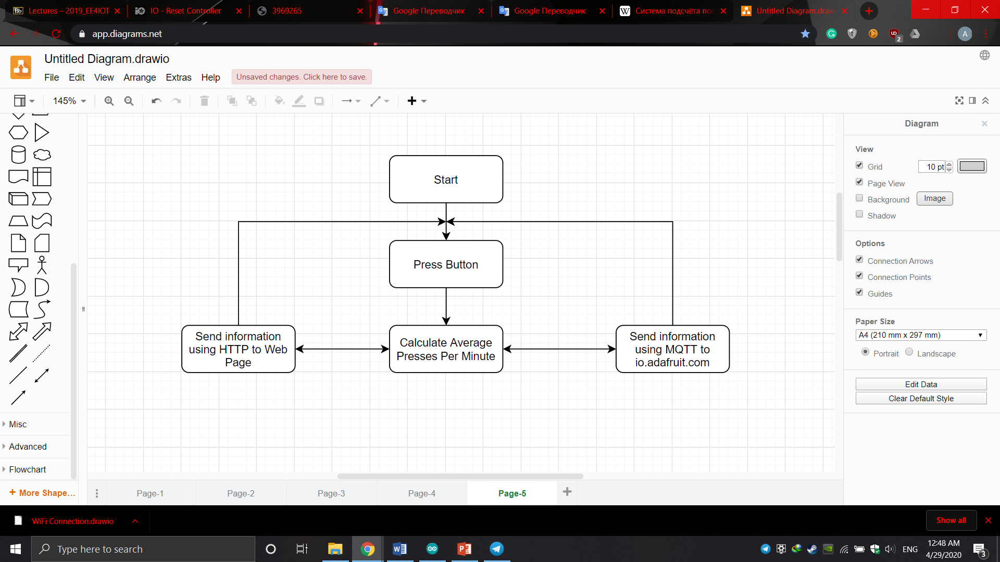 Lectures – 2019_EE4IOT
IO - Reset Controller
3969265
Google Переводчик
Google Переводчик
Система подсчёта пос
Untitled Diagram.draw
app.diagrams.net
2
A
Untitled Diagram.drawio
File Edit View Arrange Extras Help
Unsaved changes. Click here to save.
145%
Diagram
View
Grid
10 pt
Page View
Background
Image
Shadow
Options
Connection Arrows
Connection Points
Guides
Paper Size
A4 (210 mm x 297 mm)
Portrait
Landscape
Edit Data
Clear Default Style
Start
Press Button
Send information
using HTTP to Web
Page
Calculate Average
Presses Per Minute
Send information
using MQTT to
io.adafruit.com
Misc
Advanced
Flowchart
+ More Shape...
Page-1
Page-2
Page-3
Page-4
Page-5
WiFi Connection.drawio
Show all
Type here to search
ENG
12:48 AM
4/29/2020
3